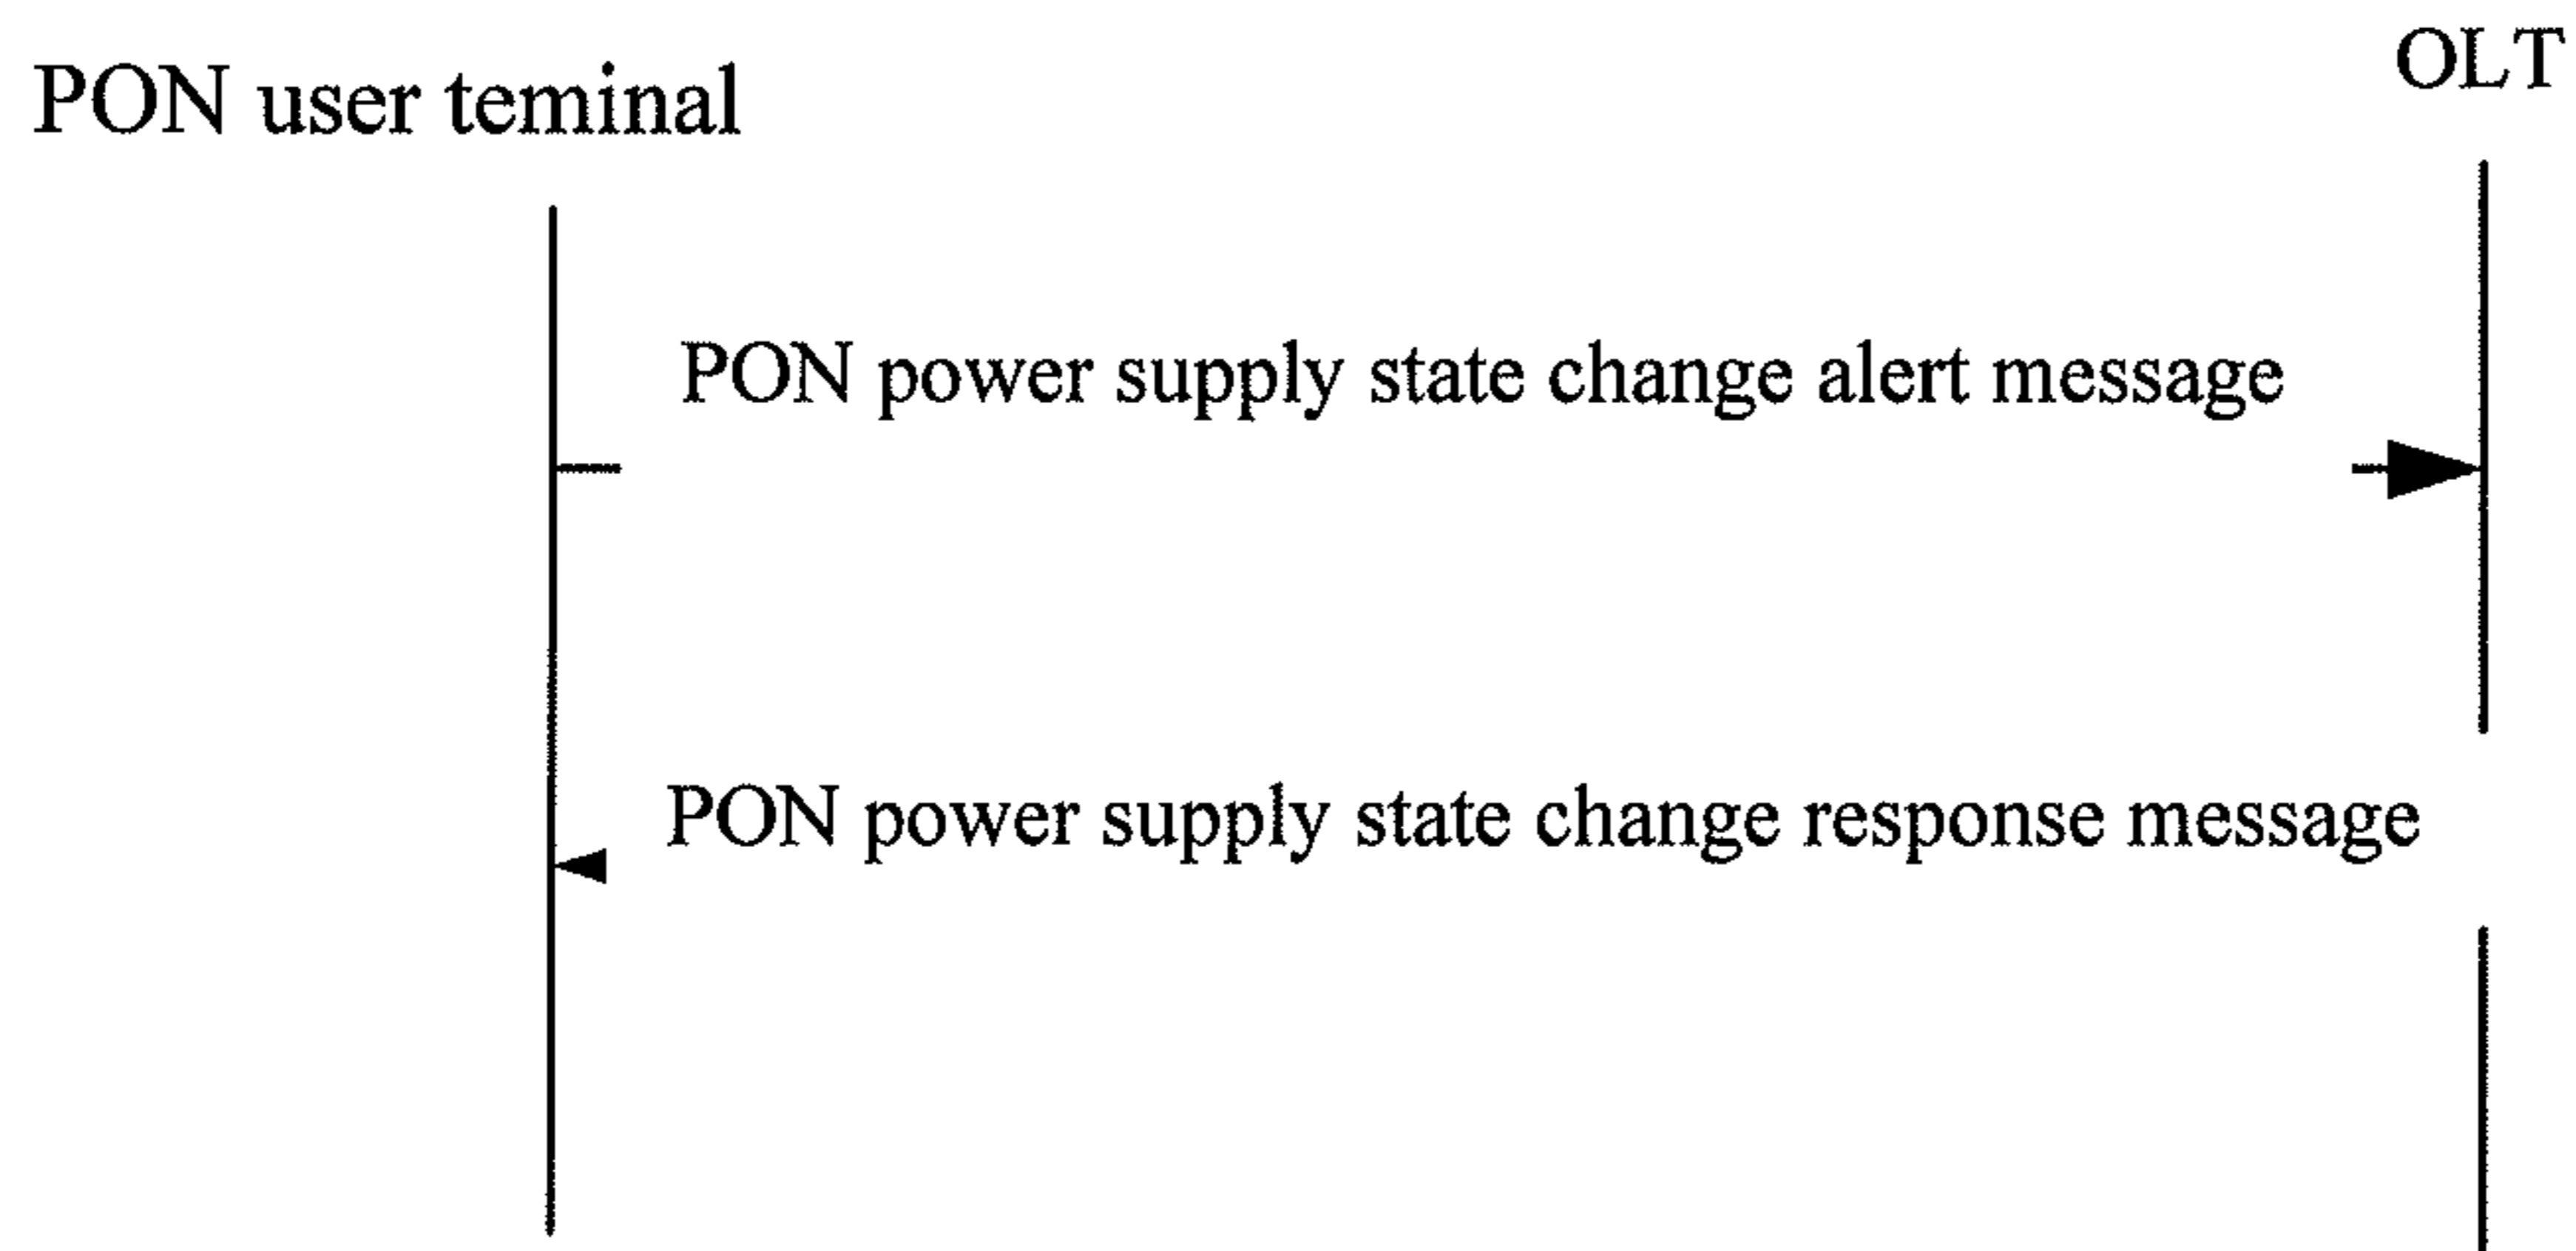 PON user teminal
OLT
PON power supply state change alert message
PON power supply state change response message